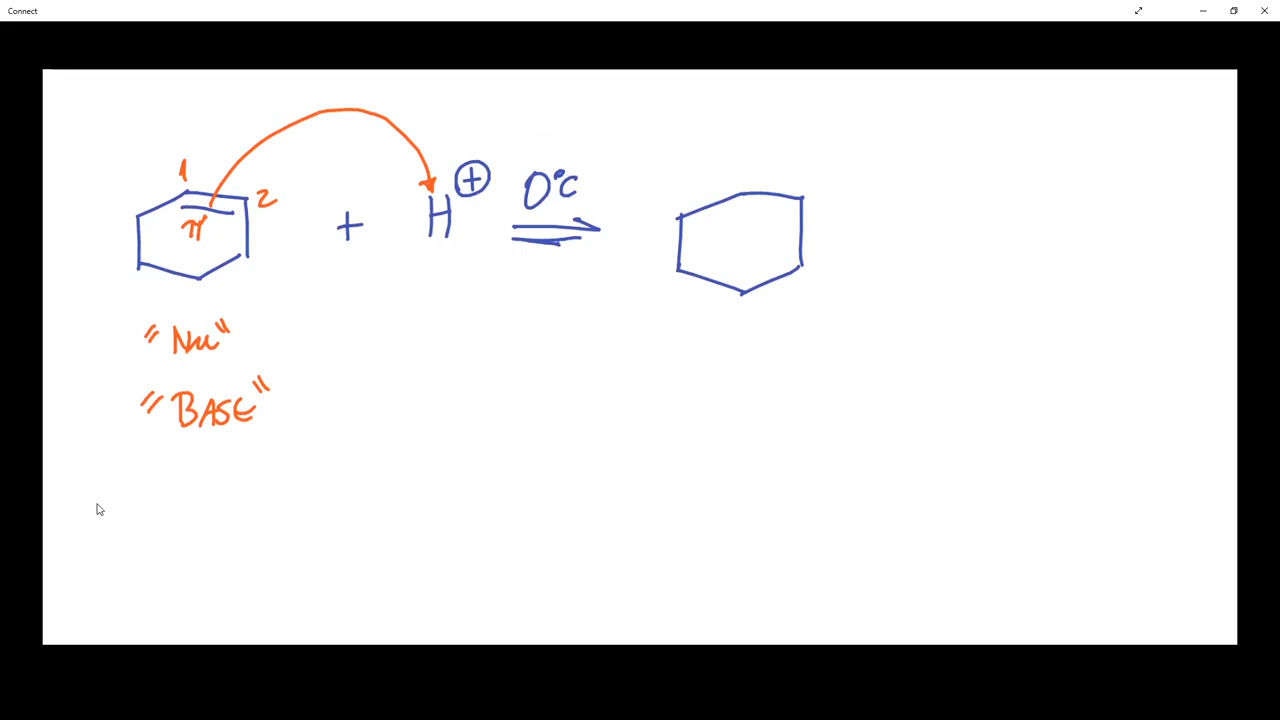 Connect
1
2
π
+ H⊕ 0°C
"Nu"
"BASE"